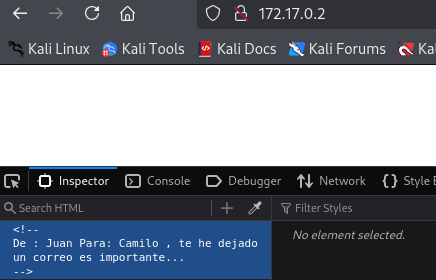 172.17.0.2
Kali Linux Kali Tools Kali Docs Kali Forums Kali
Inspector Console Debugger Network Style E
Search HTML Filter Styles
<!--
De : Juan Para: Camilo , te he dejado
un correo es importante...
-->
No element selected.